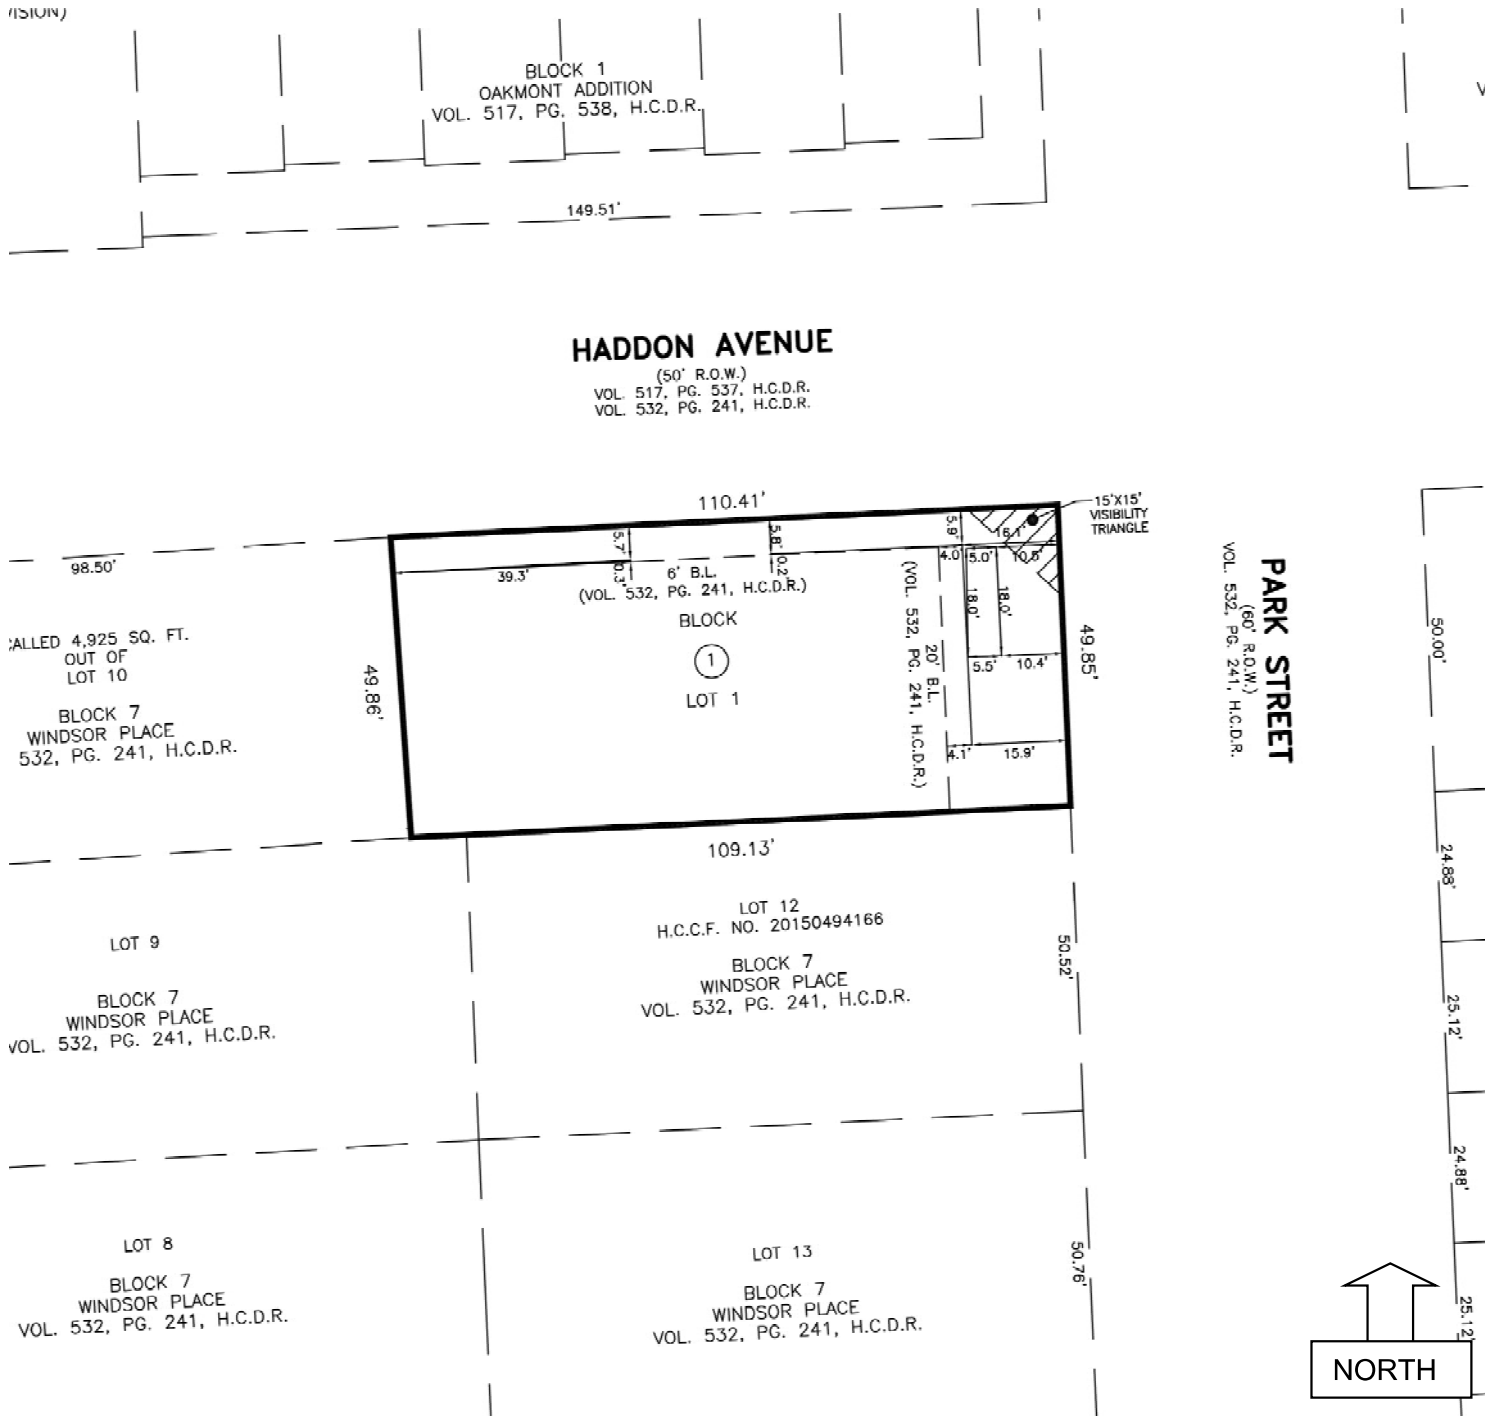 BLOCK 1
OAKMONT ADDITION
VOL. 517, PG. 538, H.C.D.R.
149.51'
HADDON AVENUE
(50' R.O.W.)
VOL. 517, PG. 537, H.C.D.R.
VOL. 532, PG. 241, H.C.D.R.
110.41'
15'X15'
VISIBILITY
TRIANGLE
98.50'
39.3'
5.7'
0.3'
5.8'
0.2'
5.9'
16.1'
4.0'
5.0'
10.5'
6' B.L.
(VOL. 532, PG. 241, H.C.D.R.)
BLOCK
1
LOT 1
20' B.L.
(VOL. 532, PG. 241, H.C.D.R.)
18.0'
18.0'
5.5'
10.4'
4.1'
15.9'
49.86'
49.85'
109.13'
PARK STREET
(60' R.O.W.)
VOL. 532, PG. 241, H.C.D.R.
SQ. FT.
4,925
OUT OF
LOT 10
BLOCK 7
WINDSOR PLACE
532, PG. 241, H.C.D.R.
LOT 9
BLOCK 7
WINDSOR PLACE
VOL. 532, PG. 241, H.C.D.R.
LOT 12
H.C.C.F. NO. 20150494166
BLOCK 7
WINDSOR PLACE
VOL. 532, PG. 241, H.C.D.R.
50.52'
LOT 8
BLOCK 7
WINDSOR PLACE
VOL. 532, PG. 241, H.C.D.R.
LOT 13
BLOCK 7
WINDSOR PLACE
VOL. 532, PG. 241, H.C.D.R.
50.76'
50.00'
24.88'
25.12'
24.88'
25.12'
NORTH